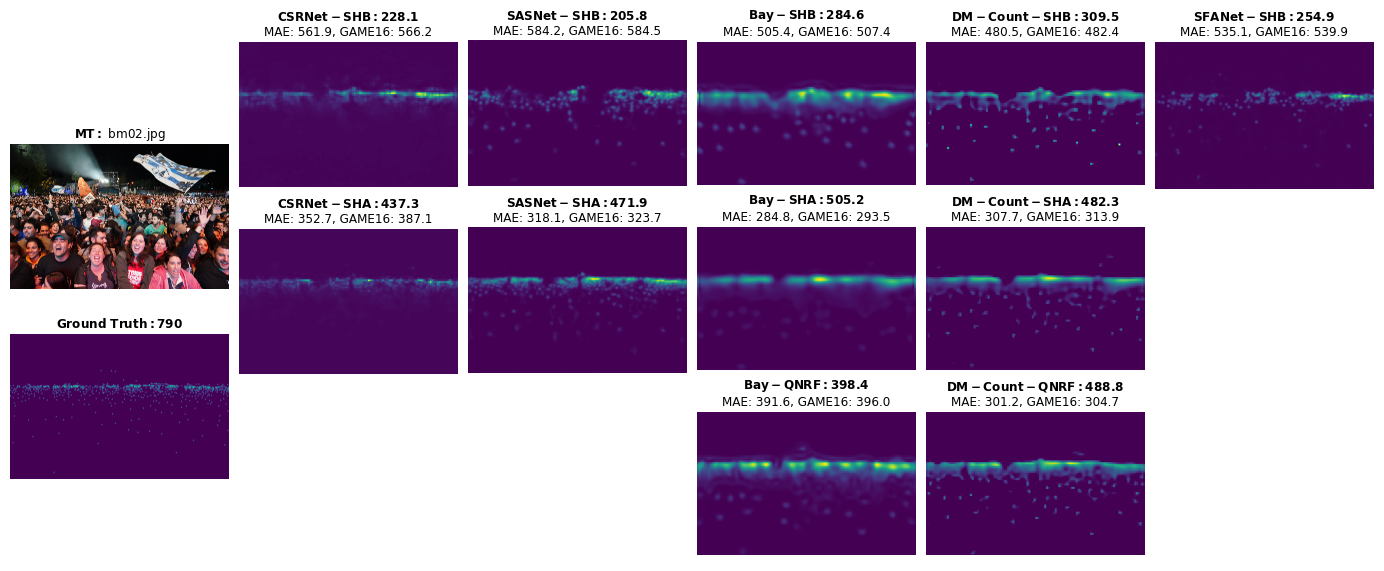 CSRNet − SHB : 228.1
MAE: 561.9, GAME16: 566.2
SASNet − SHB : 205.8
MAE: 584.2, GAME16: 584.5
Bay − SHB : 284.6
MAE: 505.4, GAME16: 507.4
DM − Count − SHB : 309.5
MAE: 480.5, GAME16: 482.4
SFANet − SHB : 254.9
MAE: 535.1, GAME16: 539.9
MT : bm02.jpg
CSRNet − SHA : 437.3
MAE: 352.7, GAME16: 387.1
SASNet − SHA : 471.9
MAE: 318.1, GAME16: 323.7
Bay − SHA : 505.2
MAE: 284.8, GAME16: 293.5
DM − Count − SHA : 482.3
MAE: 307.7, GAME16: 313.9
Ground Truth : 790
Bay − QNRF : 398.4
MAE: 391.6, GAME16: 396.0
DM − Count − QNRF : 488.8
MAE: 301.2, GAME16: 304.7